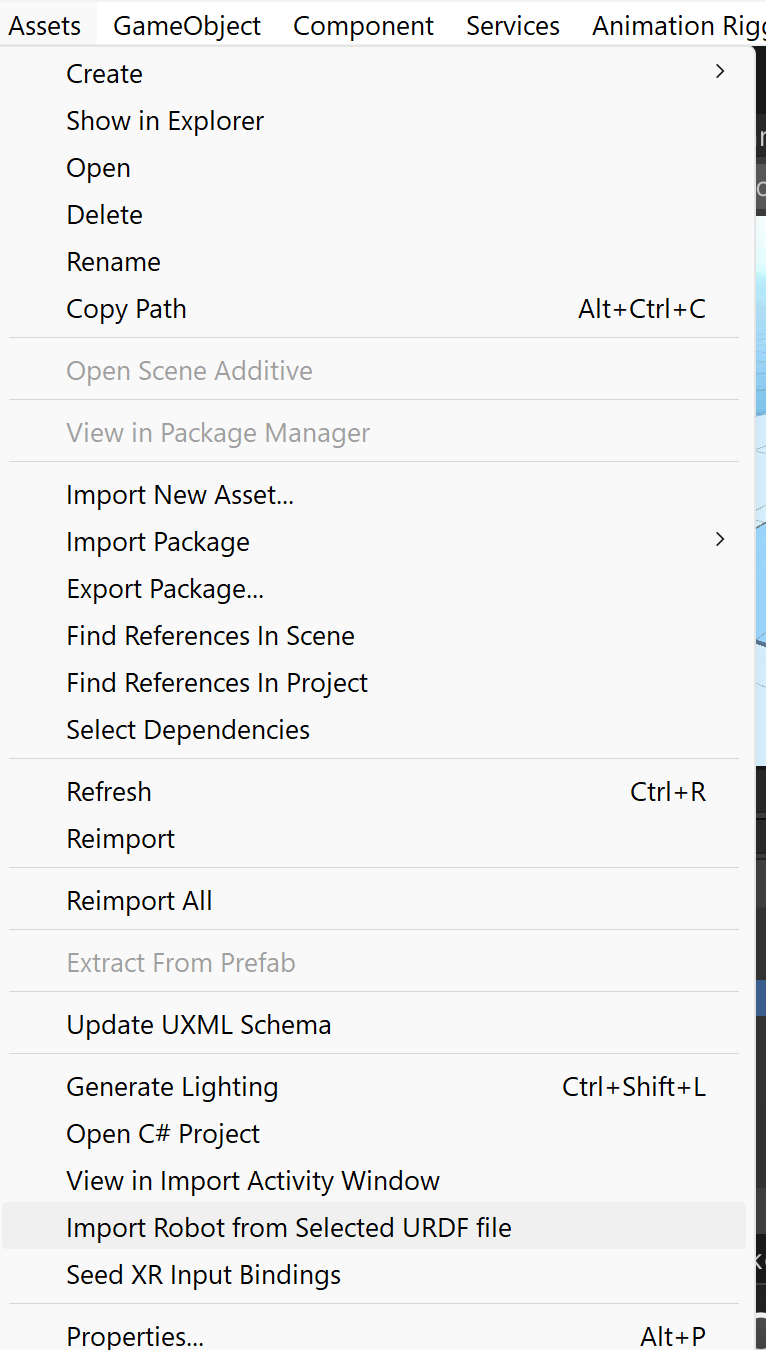 Assets GameObject Component Services Animation
Create
Show in Explorer
Open
Delete
Rename
Copy Path Alt+Ctrl+C
Open Scene Additive
View in Package Manager
Import New Asset...
Import Package
Export Package...
Find References In Scene
Find References In Project
Select Dependencies
Refresh Ctrl+R
Reimport
Reimport All
Extract From Prefab
Update UXML Schema
Generate Lighting Ctrl+Shift+L
Open C# Project
View in Import Activity Window
Import Robot from Selected URDF file
Seed XR Input Bindings
Properties... Alt+P